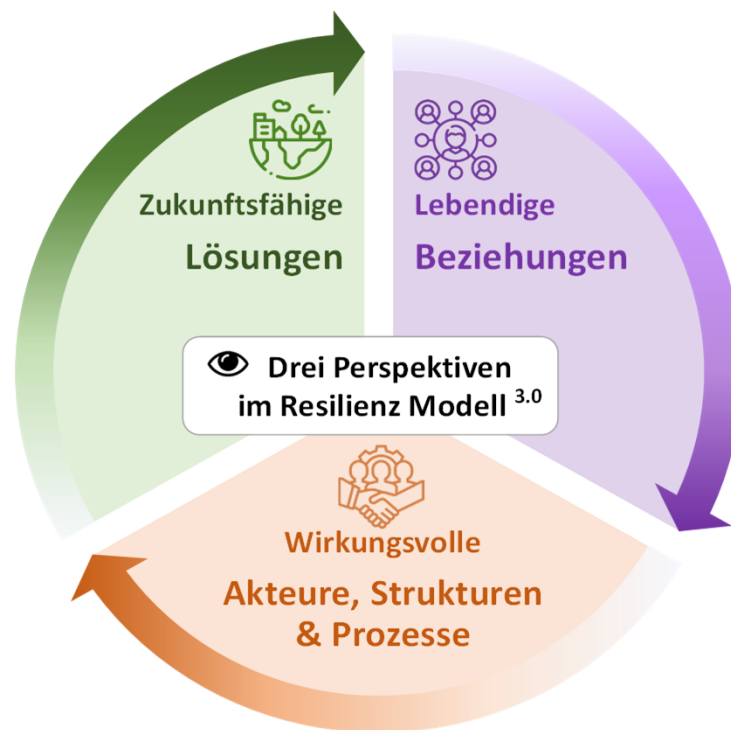 Zukunftsfähige
Lösungen
Lebendige
Beziehungen
Drei Perspektiven
im Resilienz Modell 3.0
Wirkungsvolle
Akteure, Strukturen
& Prozesse